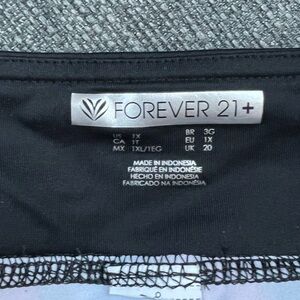 FOREVER 21+
US 1X BR 3G
CA 1T EU 1X
MX 1XL/1EG UK 20
MADE IN INDONESIA
FABRIQUÉ EN INDONÉSIE
HECHO EN INDONESIA
FABRICADO NA INDONÉSIA